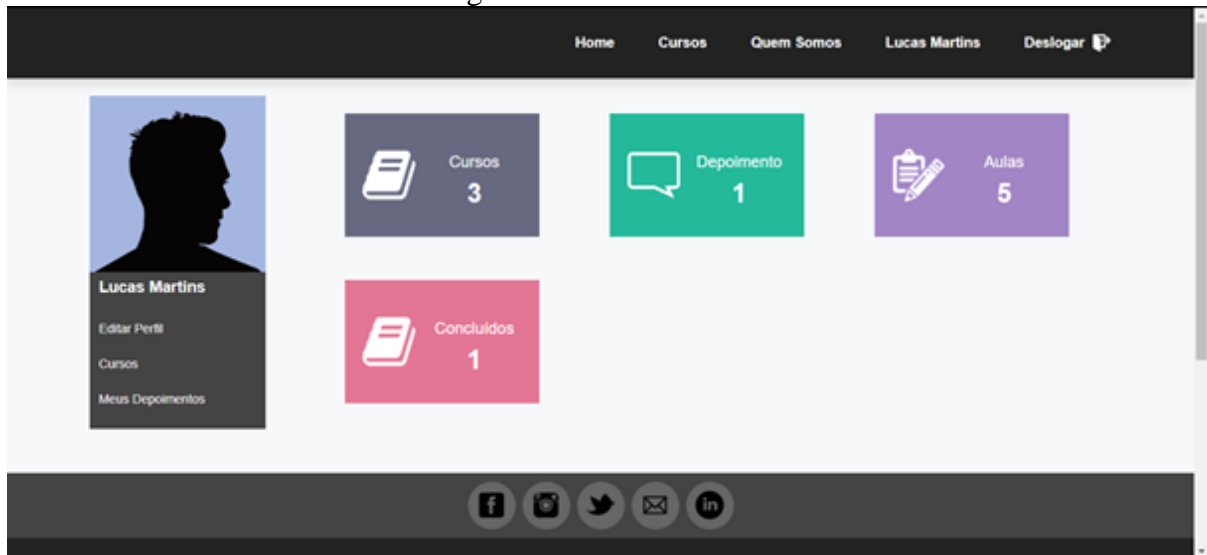 Home Cursos Quem Somos Lucas Martins Deslogar
Cursos
3
Depoimento
1
Aulas
5
Lucas Martins
Editar Perfil
Cursos
Meus Depoimentos
Concluidos
1